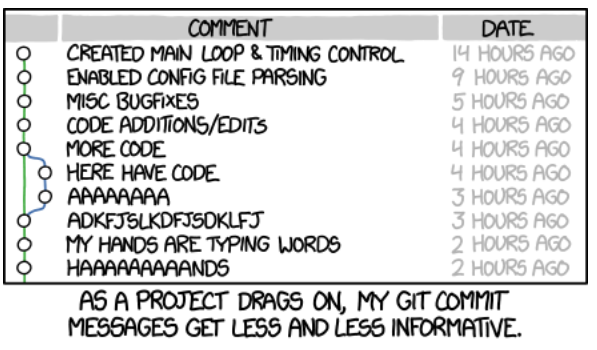 COMMENT DATE
CREATED MAIN LOOP & TIMING CONTROL 14 HOURS AGO
ENABLED CONFIG FILE PARSING 9 HOURS AGO
MISC BUGFIXES 5 HOURS AGO
CODE ADDITIONS/EDITS 4 HOURS AGO
MORE CODE 4 HOURS AGO
HERE HAVE CODE 4 HOURS AGO
AAAAAAAA 3 HOURS AGO
ADKFJSLKDFJSDKLFJ 3 HOURS AGO
MY HANDS ARE TYPING WORDS 2 HOURS AGO
HAAAAAAAAANDS 2 HOURS AGO
AS A PROJECT DRAGS ON, MY GIT COMMIT
MESSAGES GET LESS AND LESS INFORMATIVE.